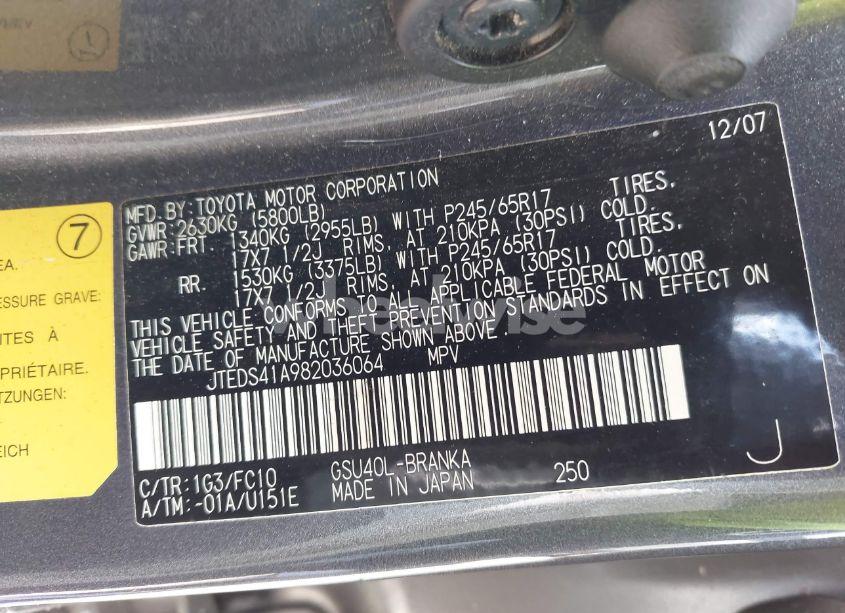 12/07
MFD.BY:TOYOTA MOTOR CORPORATION
GVWR:2630KG (5800LB)
GAWR:FRT. 1340KG (2955LB) WITH P245/65R17 TIRES,
17X7 1/2J RIMS, AT 210KPA (30PSI) COLD.
RR. 1530KG (3375LB) WITH P245/65R17 TIRES,
17X7 1/2J RIMS, AT 210KPA (30PSI) COLD.
THIS VEHICLE CONFORMS TO ALL APPLICABLE FEDERAL MOTOR
VEHICLE SAFETY AND THEFT PREVENTION STANDARDS IN EFFECT ON
THE DATE OF MANUFACTURE SHOWN ABOVE.
JTEDS41A982036064 MPV
C/TR:1G3/FC10 GSU40L-BRANKA 250
A/TM:-01A/U151E MADE IN JAPAN
J
7
EA.
ESSURE GRAVE:
ITES À
PRIÉTAIRE.
TZUNGEN:
EICH
wheelwise